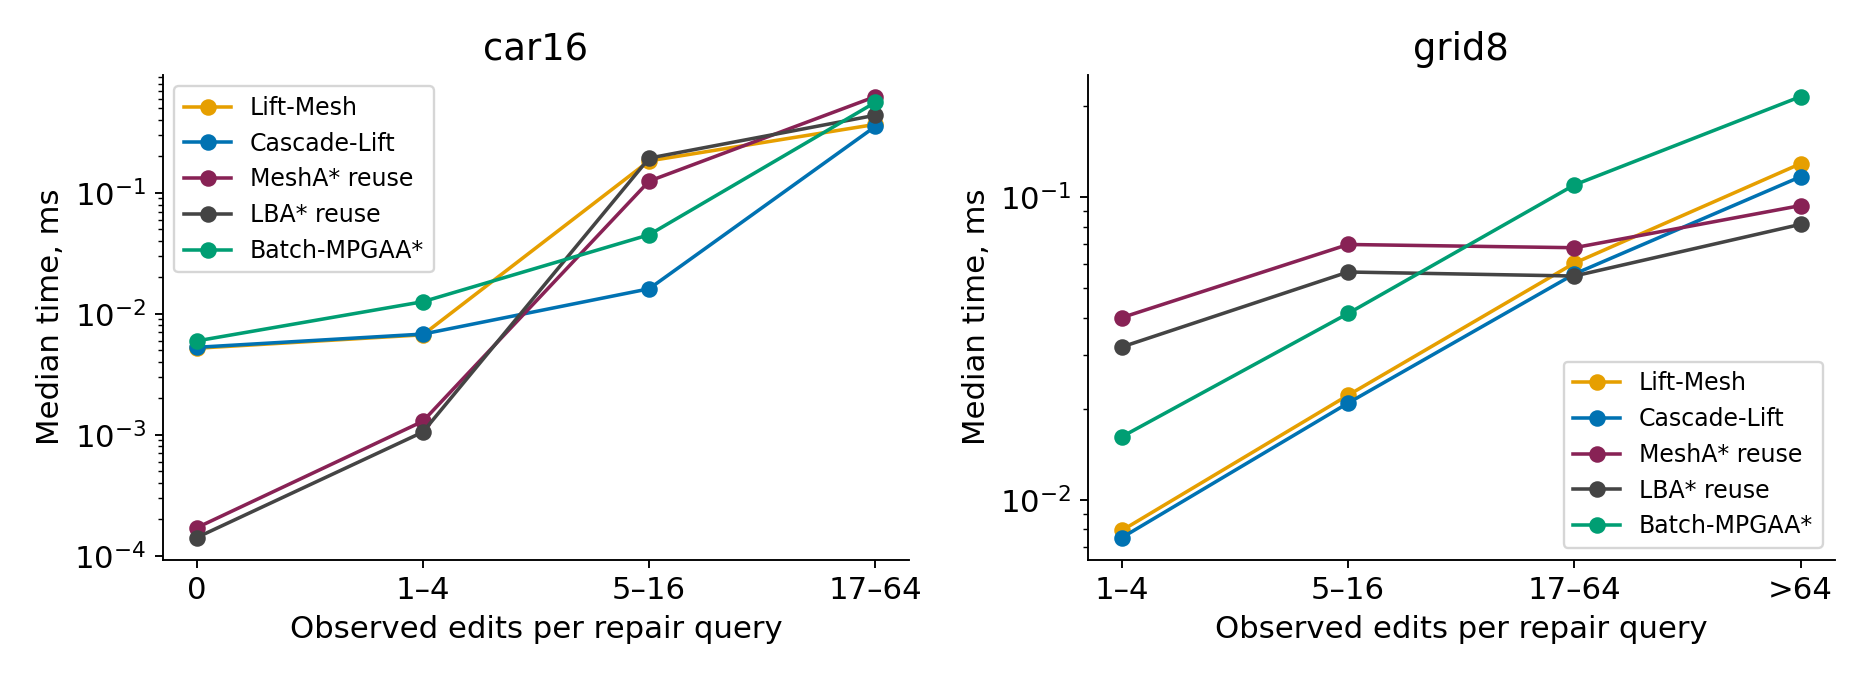 car16
Median time, ms
10⁻¹
10⁻²
10⁻³
10⁻⁴
Lift-Mesh
Cascade-Lift
MeshA* reuse
LBA* reuse
Batch-MPGAA*
0
1–4
5–16
17–64
Observed edits per repair query
grid8
Median time, ms
10⁻¹
10⁻²
Lift-Mesh
Cascade-Lift
MeshA* reuse
LBA* reuse
Batch-MPGAA*
1–4
5–16
17–64
>64
Observed edits per repair query